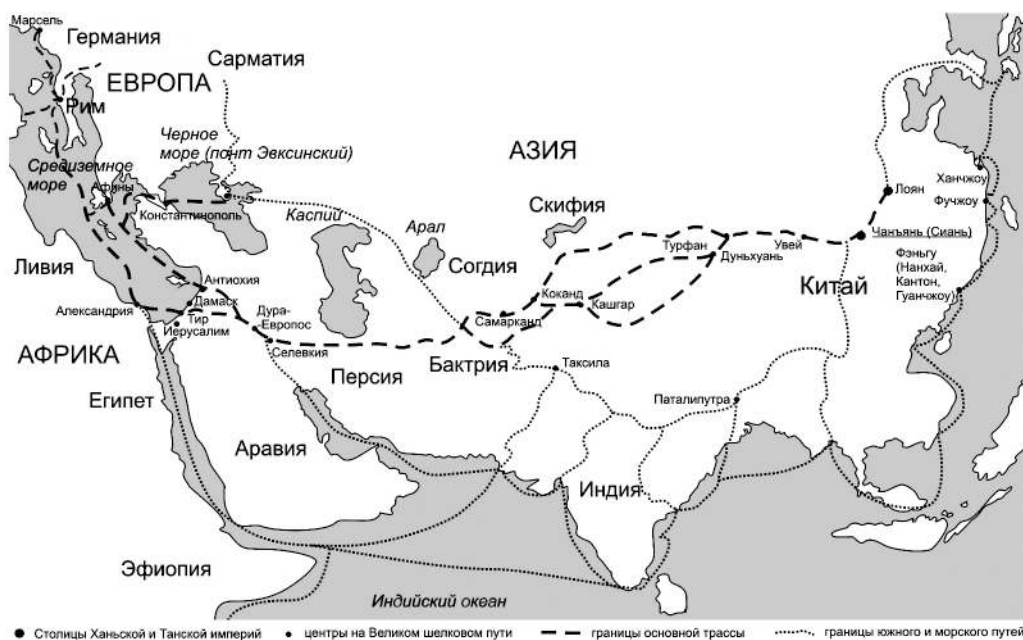 Марсель
Германия
Сарматия
ЕВРОПА
Рим
Черное
море (понт Эвксинский)
АЗИЯ
Средиземное
море
Афины
Константинополь
Каспий
Арал
Скифия
Согдия
Лоян
Ханчжоу
Фучжоу
Чанъянь (Сиань)
Турфан
Увей
Дуньхуань
Фэньгу
(Нанхай,
Кантон,
Гуанчжоу)
Китай
Ливия
Антиохия
Александрия
Дамаск
Тир
Иерусалим
Дура-
-Европос
Селевкия
Коканд
Кашгар
Самарканд
АФРИКА
Египет
Персия
Бактрия
Таксила
Паталипутра
Аравия
Индия
Эфиопия
Индийский океан
Столицы Ханьской и Танской империй
центры на Великом шелковом пути
границы основной трассы
границы южного и морского путей